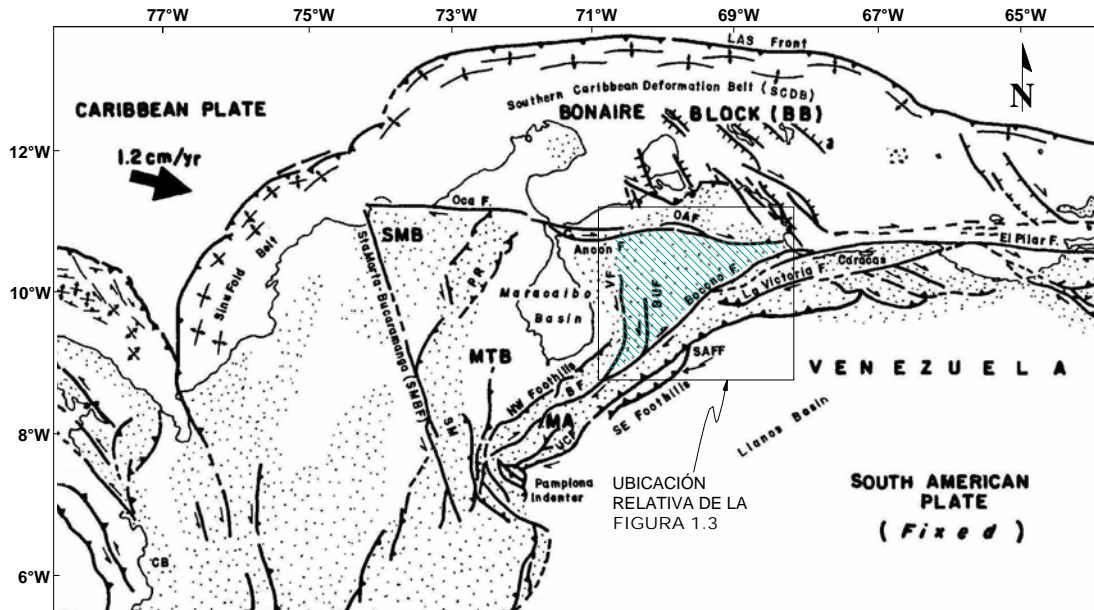 77°W 75°W 73°W 71°W 69°W 67°W 65°W
LAS Front
N
Southern Caribbean Deformation Belt (SCDB)
CARIBBEAN PLATE
BONAIRE BLOCK (BB)
12°W
1.2 cm/yr
Oca F.
OAF
SMB
Ancon F.
El Pilar F.
Sinu Fold Belt
Sta. Marta-Bucaramanga (SMBF)
P.R.
VF
BUF
Bocono F.
La Victoria F.
Caracas
10°W
Maracaibo
Basin
MTB
SAFF
VENEZUELA
NW Foothills
BF
SE Foothills
MA
UCF
SM
Llanos Basin
8°W
Pamplona
Indenter
UBICACIÓN
RELATIVA DE LA
FIGURA 1.3
SOUTH AMERICAN
PLATE
(Fixed)
CB
6°W